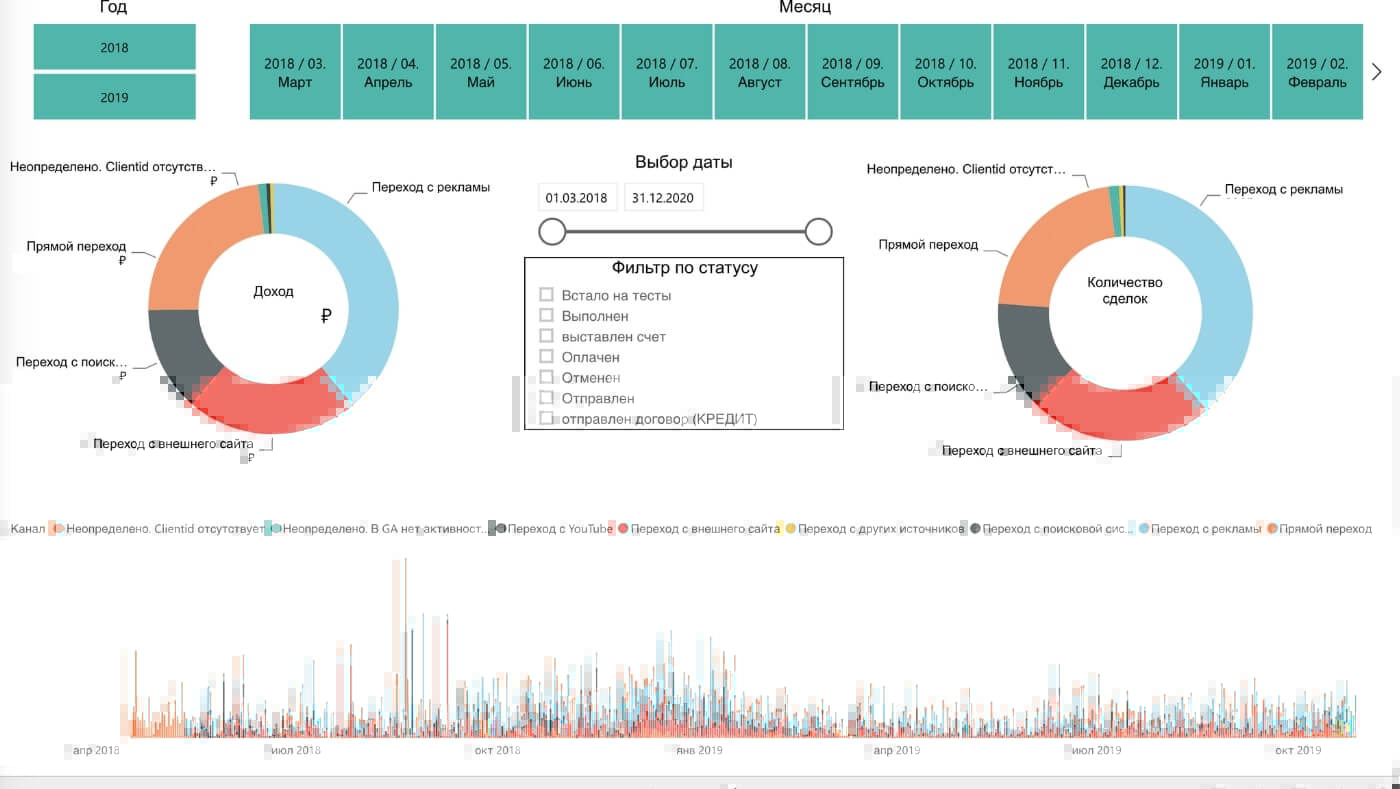 Год
Месяц
2018
2019
2018 / 03.
Март
2018 / 04.
Апрель
2018 / 05.
Май
2018 / 06.
Июнь
2018 / 07.
Июль
2018 / 08.
Август
2018 / 09.
Сентябрь
2018 / 10.
Октябрь
2018 / 11.
Ноябрь
2018 / 12.
Декабрь
2019 / 01.
Январь
2019 / 02.
Февраль
Неопределено. Clientid отсутств...
₽
Переход с рекламы
Прямой переход
₽
Доход
₽
Переход с поиск...
₽
Переход с внешнего сайта
₽
Выбор даты
01.03.2018
31.12.2020
Фильтр по статусу
Встало на тесты
Выполнен
выставлен счет
Оплачен
Отменен
Отправлен
отправлен договор (КРЕДИТ)
Неопределено. Clientid отсутст...
Переход с рекламы
Прямой переход
Количество
сделок
Переход с поиско...
Переход с внешнего сайта
Канал Неопределено. Clientid отсутствует Неопределено. В GA нет активност... Переход с YouTube Переход с внешнего сайта Переход с других источников Переход с поисковой сис... Переход с рекламы Прямой переход
апр 2018 июл 2018 окт 2018 янв 2019 апр 2019 июл 2019 окт 2019